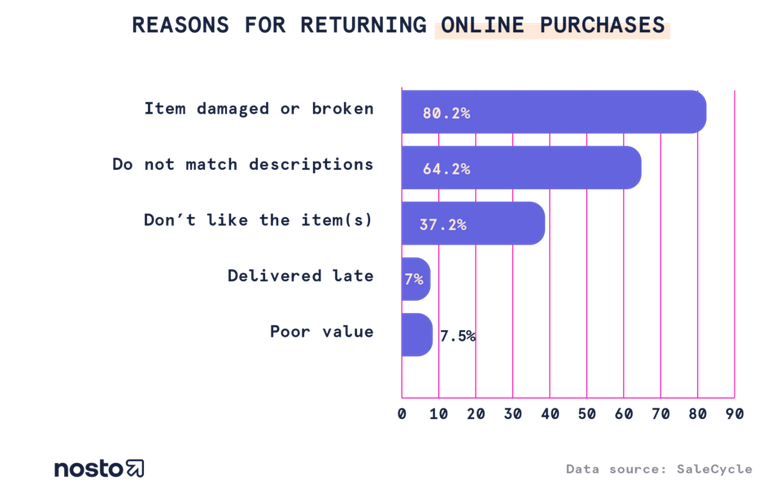 REASONS FOR RETURNING ONLINE PURCHASES
Item damaged or broken 80.2%
Do not match descriptions 64.2%
Don’t like the item(s) 37.2%
Delivered late 7%
Poor value 7.5%
0 10 20 30 40 50 60 70 80 90
nosto
Data source: SaleCycle